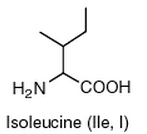 H₂N COOH
Isoleucine (Ile, I)